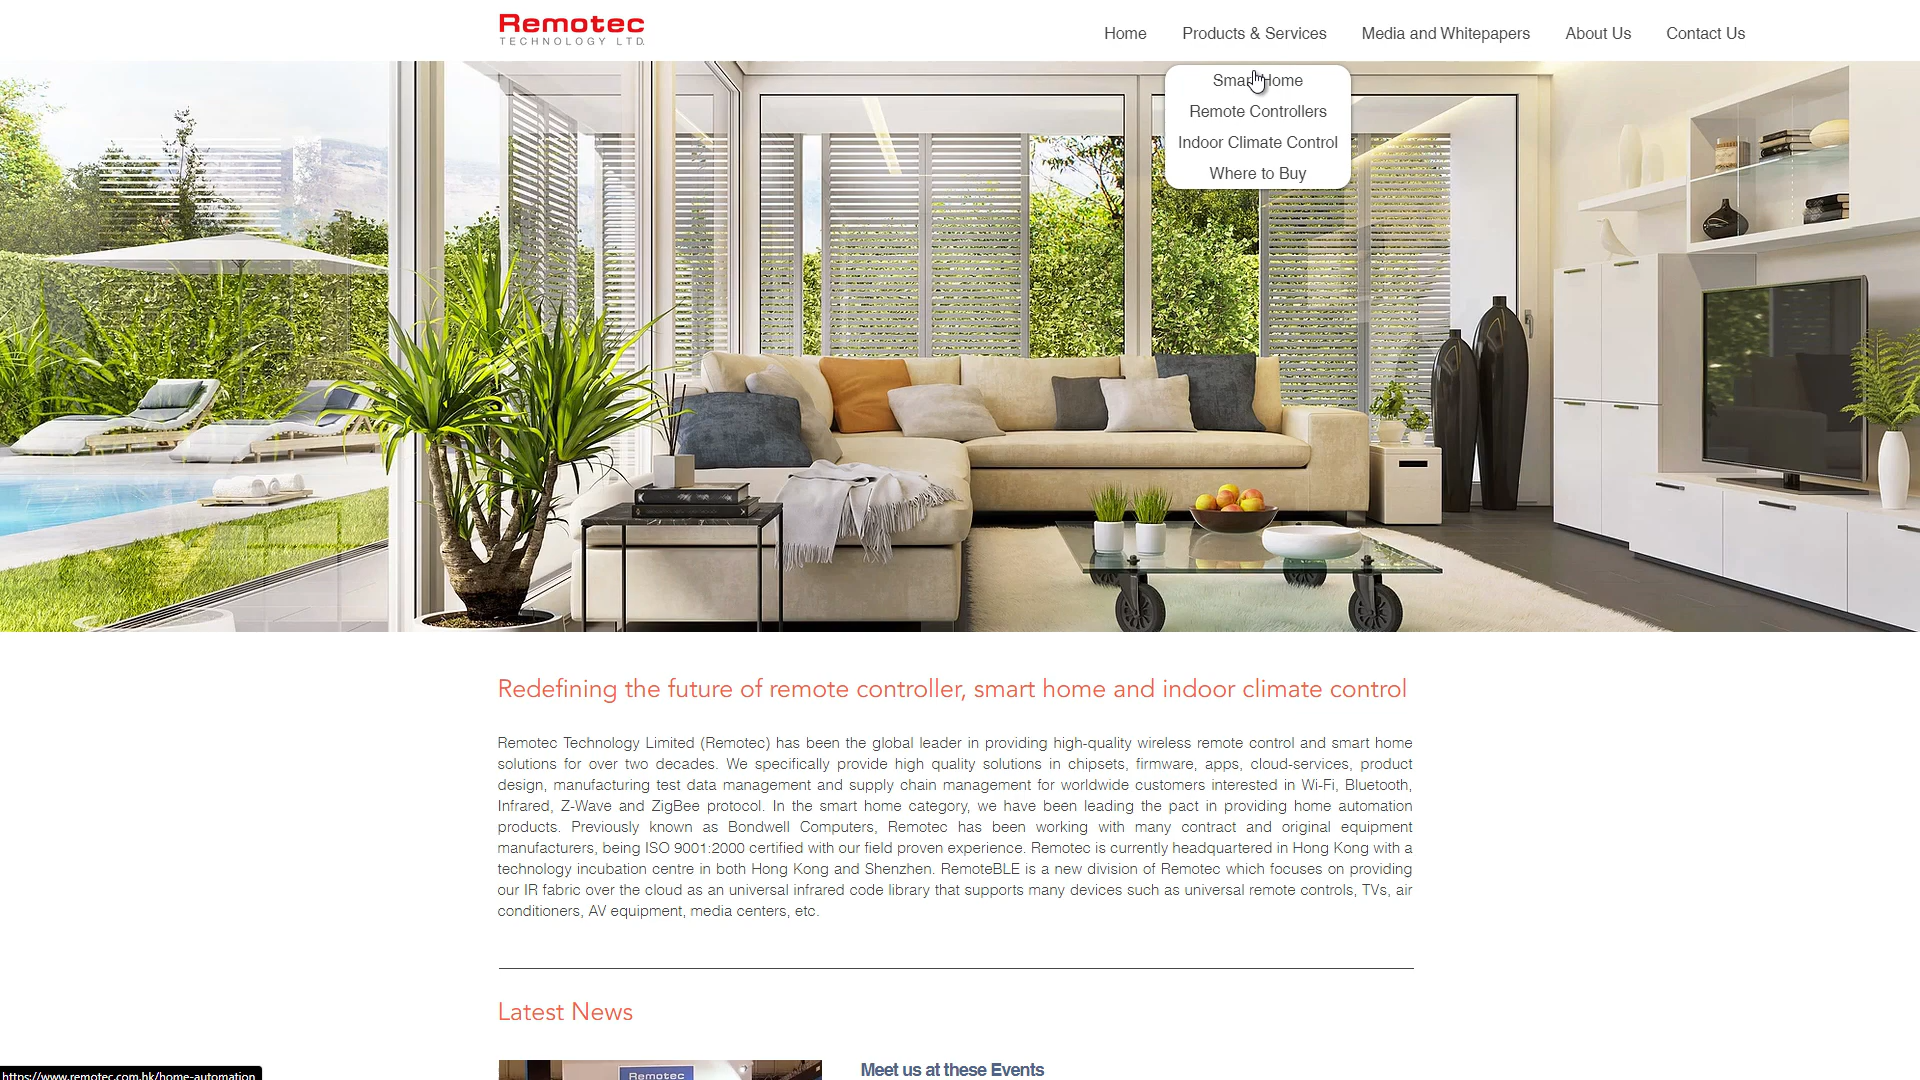 Remotec
TECHNOLOGY LTD.
Home
Products & Services
Media and Whitepapers
About Us
Contact Us
Smart Home
Remote Controllers
Indoor Climate Control
Where to Buy
Redefining the future of remote controller, smart home and indoor climate control
Remotec Technology Limited (Remotec) has been the global leader in providing high-quality wireless remote control and smart home
solutions for over two decades. We specifically provide high quality solutions in chipsets, firmware, apps, cloud-services, product
design, manufacturing test data management and supply chain management for worldwide customers interested in Wi-Fi, Bluetooth,
Infrared, Z-Wave and ZigBee protocol. In the smart home category, we have been leading the pact in providing home automation
products. Previously known as Bondwell Computers, Remotec has been working with many contract and original equipment
manufacturers, being ISO 9001:2000 certified with our field proven experience. Remotec is currently headquartered in Hong Kong with a
technology incubation centre in both Hong Kong and Shenzhen. RemoteBLE is a new division of Remotec which focuses on providing
our IR fabric over the cloud as an universal infrared code library that supports many devices such as universal remote controls, TVs, air
conditioners, AV equipment, media centers, etc.
Latest News
Remotec
Meet us at these Events
https://www.remotec.com.hk/home-automation